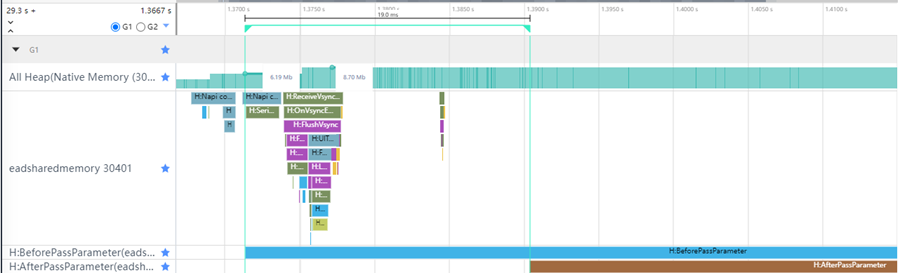 29.3 s +
1.3667 s
G1 G2
1.3700 s 1.3750 s 1.3800 s 1.3850 s 1.3900 s 1.3950 s 1.4000 s 1.4050 s 1.4100 s
19.0 ms
G1
All Heap(Native Memory (30...
6.19 Mb 6.70 Mb
H:Napi co... H:Napi c... H:ReceiveVsync...
H H:Seri... H:OnVsyncE...
H H:FlushVsync
H:F... H:UIT...
H:... H:F...
eadsharedmemory 30401
H:... H:L...
H:...
H:...
H...
H...
H:BeforePassParameter(eads...
H:BeforePassParameter
H:AfterPassParameter(eadsh...
H:AfterPassParameter